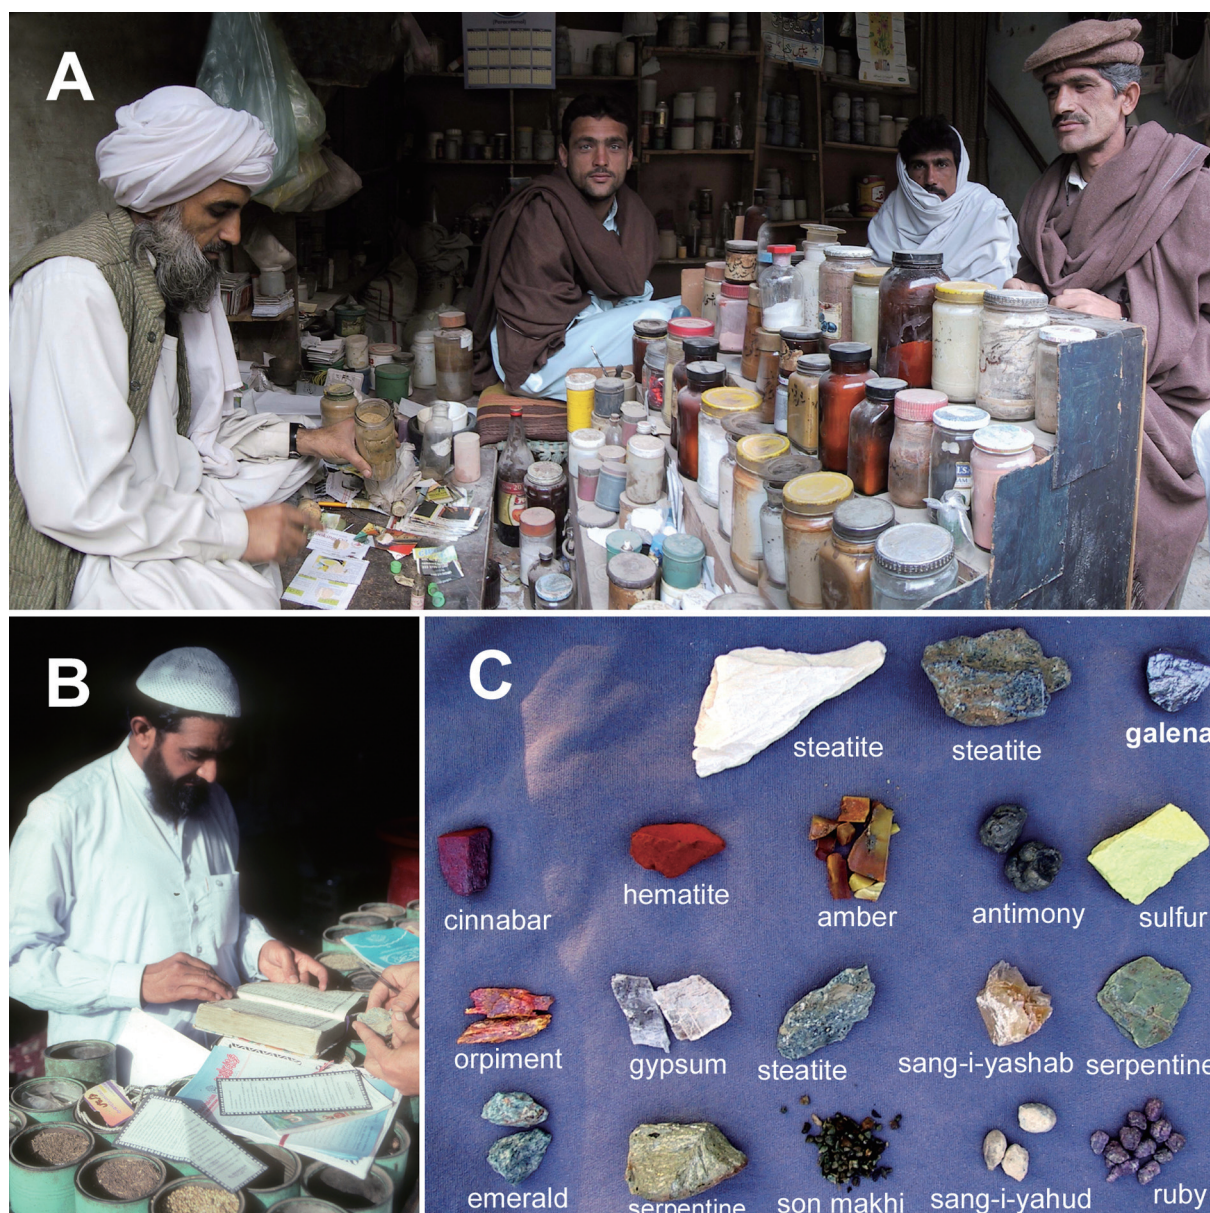 A
B
C
steatite
steatite
galena
cinnabar
hematite
amber
antimony
sulfur
orpiment
gypsum
steatite
sang-i-yashab
serpentine
emerald
serpentine
son makhi
sang-i-yahud
ruby